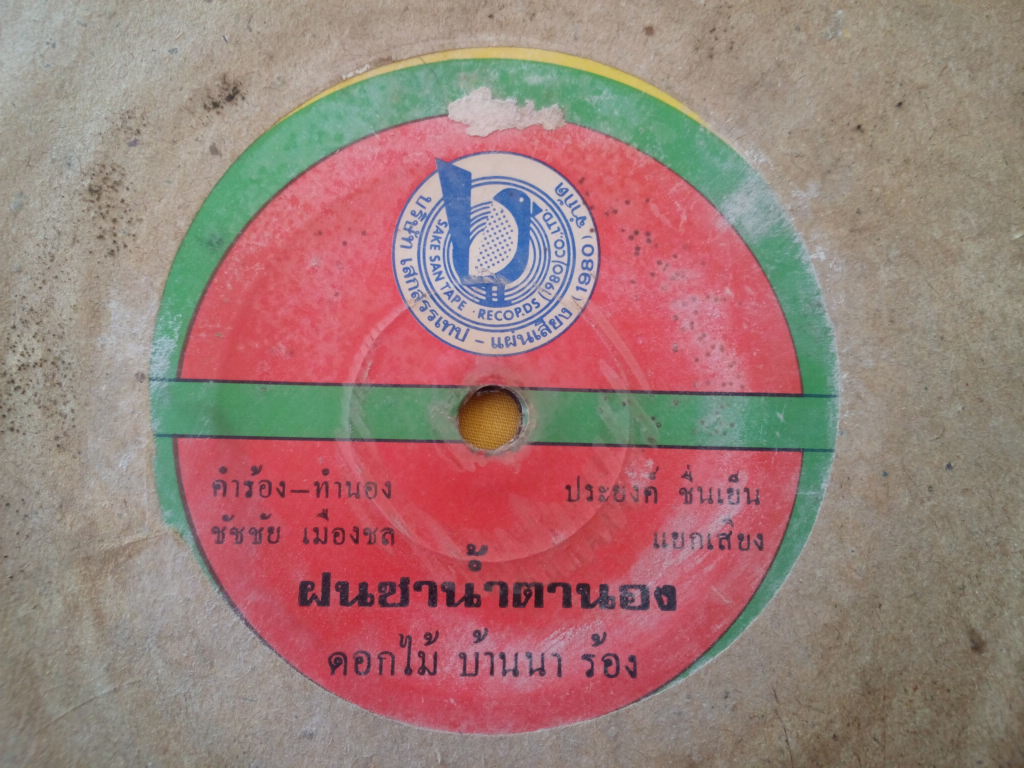 บริษัท เสกสรรเทป - แผ่นเสียง (1980) จำกัด
SAKE SAN TAPE · RECORDS (1980) CO., LTD.
คำร้อง–ทำนอง
ชัชชัย เมืองชล
ประยงค์ ชื่นเย็น
แยกเสียง
ฝนซาน้ำตานอง
ดอกไม้ บ้านนา ร้อง